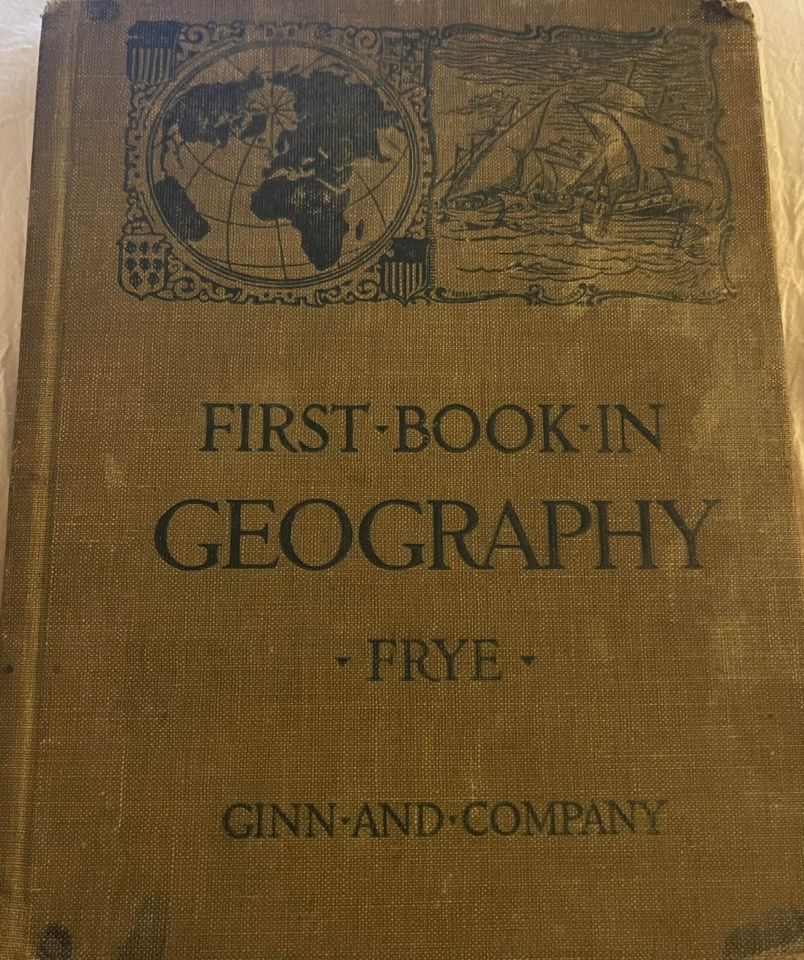 FIRST·BOOK·IN
GEOGRAPHY
· FRYE ·
GINN·AND·COMPANY